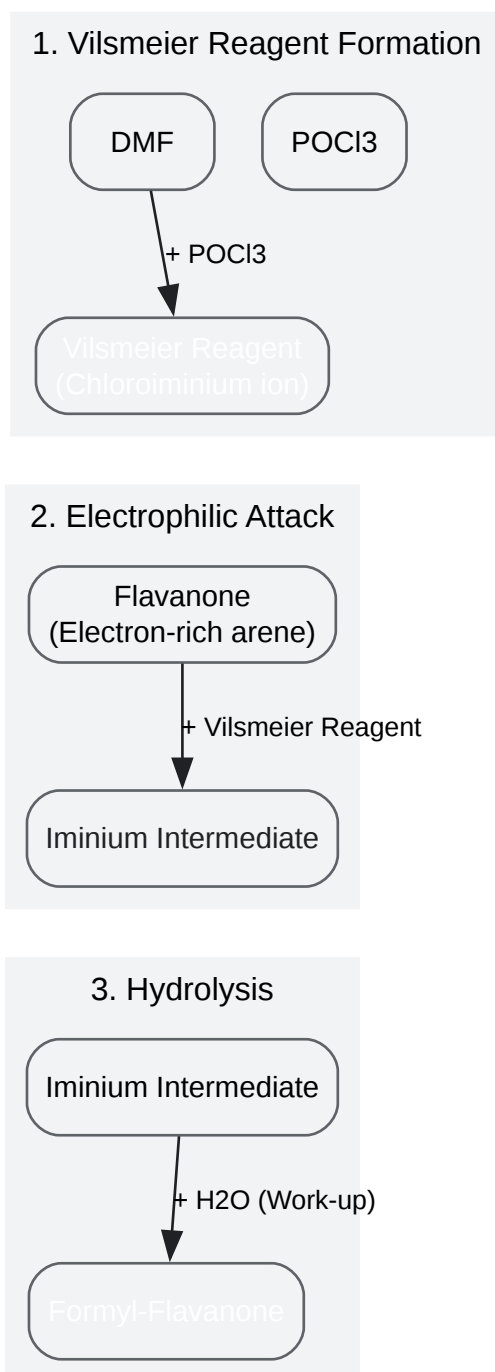 1. Vilsmeier Reagent Formation
DMF
POCl3
+ POCl3
Vilsmeier Reagent
(Chloroiminium ion)
2. Electrophilic Attack
Flavanone
(Electron-rich arene)
+ Vilsmeier Reagent
Iminium Intermediate
3. Hydrolysis
Iminium Intermediate
+ H2O (Work-up)
Formyl-Flavanone